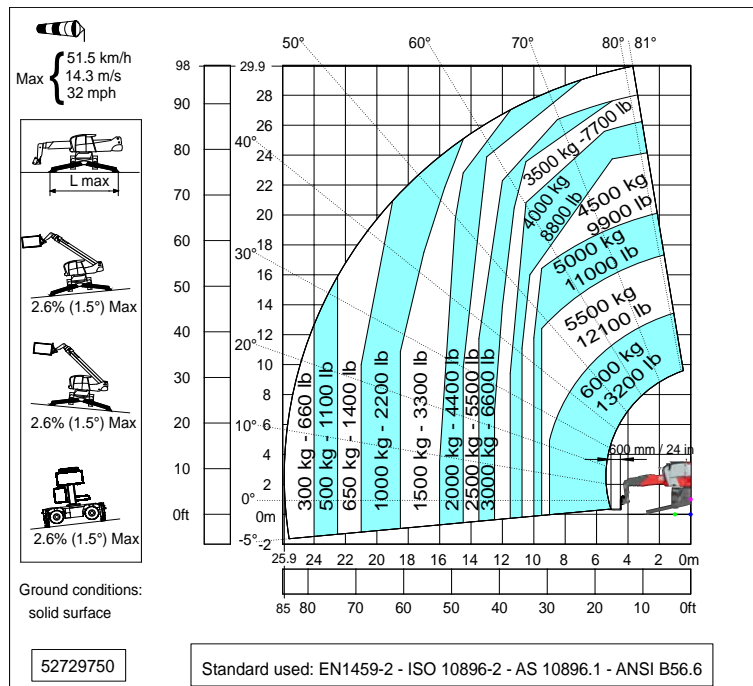 Max { 51.5 km/h
14.3 m/s
32 mph
L max
2.6% (1.5°) Max
2.6% (1.5°) Max
2.6% (1.5°) Max
Ground conditions:
solid surface
52729750
98
90
80
70
60
50
40
30
20
10
0ft
29.9
28
26
24
22
20
18
16
14
12
10
8
6
4
2
0m
-2
50°
60°
70°
80°
81°
40°
30°
20°
10°
0°
-5°
300 kg - 660 lb
500 kg - 1100 lb
650 kg - 1400 lb
1000 kg - 2200 lb
1500 kg - 3300 lb
2000 kg - 4400 lb
2500 kg - 5500 lb
3000 kg - 6600 lb
3500 kg -7700 lb
4000 kg
8800 lb
4500 kg
9900 lb
5000 kg
11000 lb
5500 kg
12100 lb
6000 kg
13200 lb
600 mm / 24 in
4
2
0
25.9 24 22 20 18 16 14 12 10 8 6 4 2 0m
85 80 70 60 50 40 30 20 10 0ft
Standard used: EN1459-2 - ISO 10896-2 - AS 10896.1 - ANSI B56.6